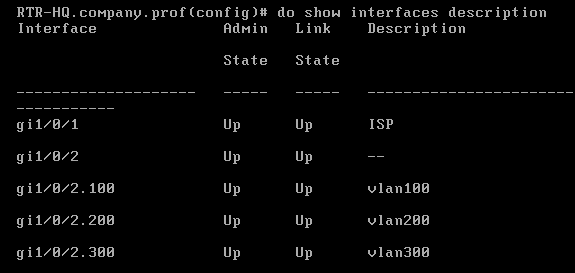 RTR-HQ.company.prof(config)# do show interfaces description
Interface Admin Link Description
State State
-------------------- ----- ----- -----------------------
-----------
gi1/0/1 Up Up ISP
gi1/0/2 Up Up --
gi1/0/2.100 Up Up vlan100
gi1/0/2.200 Up Up vlan200
gi1/0/2.300 Up Up vlan300